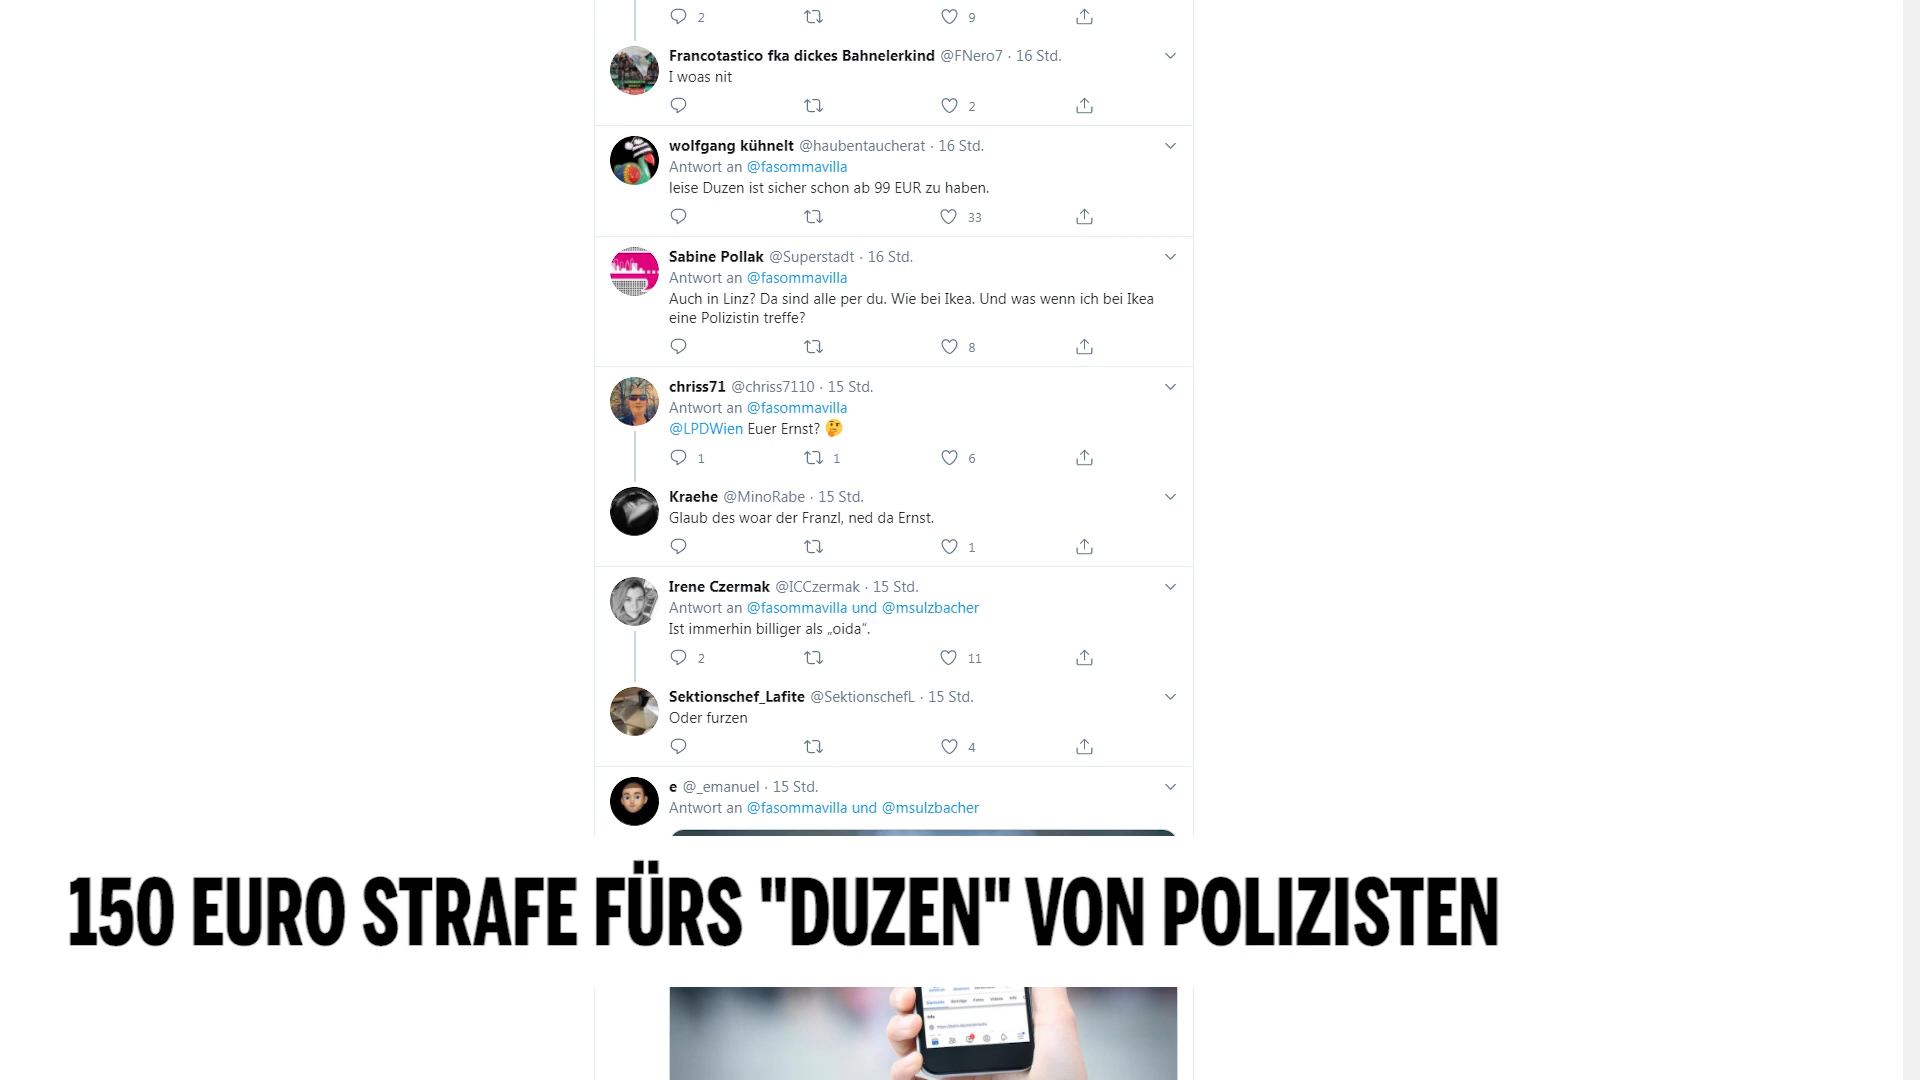 2 9
Francotastico fka dickes Bahnelerkind @FNero7 · 16 Std.
I woas nit
2
wolfgang kühnelt @haubentaucherat · 16 Std.
Antwort an @fasommavilla
leise Duzen ist sicher schon ab 99 EUR zu haben.
33
Sabine Pollak @Superstadt · 16 Std.
Antwort an @fasommavilla
Auch in Linz? Da sind alle per du. Wie bei Ikea. Und was wenn ich bei Ikea
eine Polizistin treffe?
8
chriss71 @chriss7110 · 15 Std.
Antwort an @fasommavilla
@LPDWien Euer Ernst? 🤔
1 1 6
Kraehe @MinoRabe · 15 Std.
Glaub des woar der Franzl, ned da Ernst.
1
Irene Czermak @ICCzermak · 15 Std.
Antwort an @fasommavilla und @msulzbacher
Ist immerhin billiger als „oida“.
2 11
Sektionschef_Lafite @SektionschefL · 15 Std.
Oder furzen
4
e @_emanuel · 15 Std.
Antwort an @fasommavilla und @msulzbacher
150 EURO STRAFE FÜRS "DUZEN" VON POLIZISTEN
Startseite Beiträge Fotos Videos Info
Info